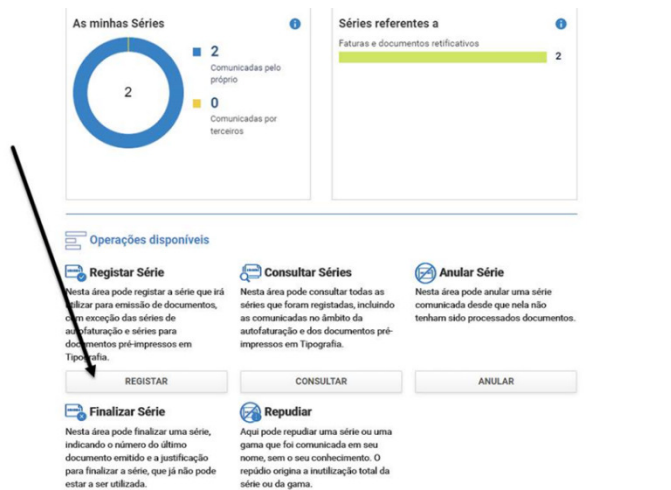 As minhas Séries
2
2
Comunicadas pelo
próprio
0
Comunicadas por
terceiros
Séries referentes a
Faturas e documentos retificativos
2
Operações disponíveis
Registar Série
Nesta área pode registar a série que irá
utilizar para emissão de documentos,
com exceção das séries de
autofaturação e séries para
documentos pré-impressos em
Tipografia.
REGISTAR
Consultar Séries
Nesta área pode consultar todas as
séries que foram registadas, incluindo
as comunicadas no âmbito da
autofaturação e dos documentos pré-
impressos em Tipografia.
CONSULTAR
Anular Série
Nesta área pode anular uma série
comunicada desde que nela não
tenham sido processados documentos.
ANULAR
Finalizar Série
Nesta área pode finalizar uma série,
indicando o número do último
documento emitido e a justificação
para finalizar a série, que já não pode
estar a ser utilizada.
Repudiar
Aqui pode repudiar uma série ou uma
gama que foi comunicada em seu
nome, sem o seu conhecimento. O
repúdio origina a inutilização total da
série ou da gama.